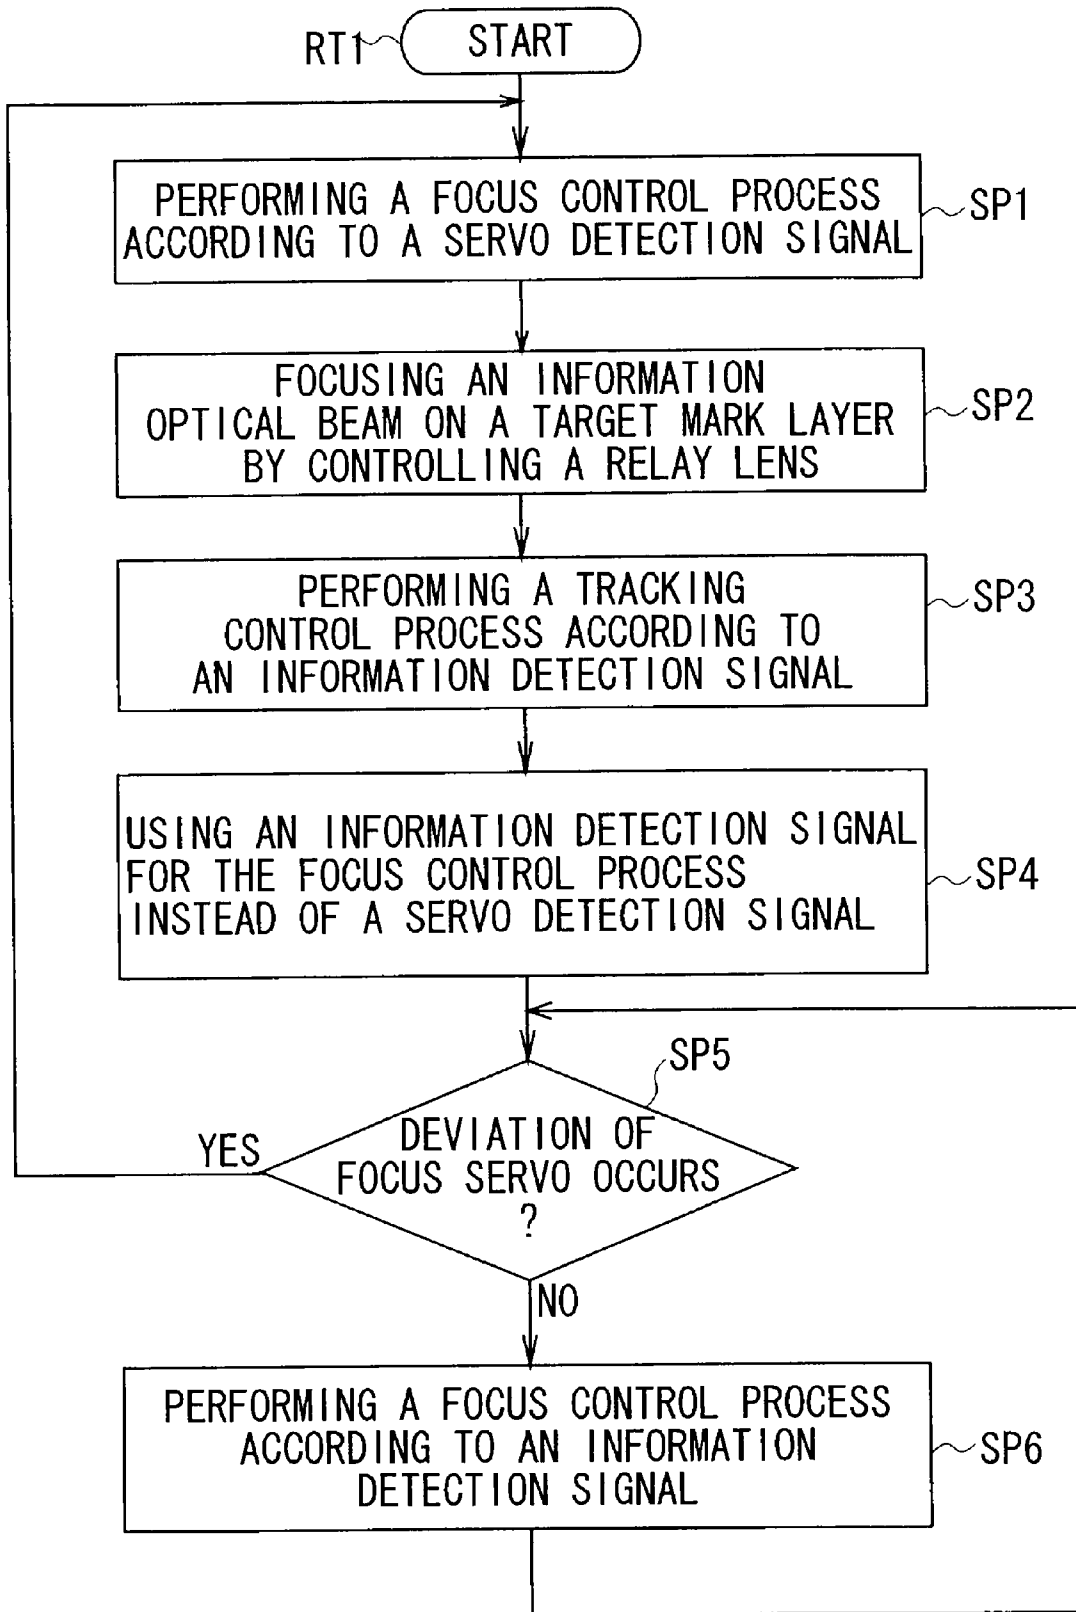 RT1
START
PERFORMING A FOCUS CONTROL PROCESS
ACCORDING TO A SERVO DETECTION SIGNAL
SP1
FOCUSING AN INFORMATION
OPTICAL BEAM ON A TARGET MARK LAYER
BY CONTROLLING A RELAY LENS
SP2
PERFORMING A TRACKING
CONTROL PROCESS ACCORDING TO
AN INFORMATION DETECTION SIGNAL
SP3
USING AN INFORMATION DETECTION SIGNAL
FOR THE FOCUS CONTROL PROCESS
INSTEAD OF A SERVO DETECTION SIGNAL
SP4
SP5
DEVIATION OF
FOCUS SERVO OCCURS
?
YES
NO
PERFORMING A FOCUS CONTROL PROCESS
ACCORDING TO AN INFORMATION
DETECTION SIGNAL
SP6